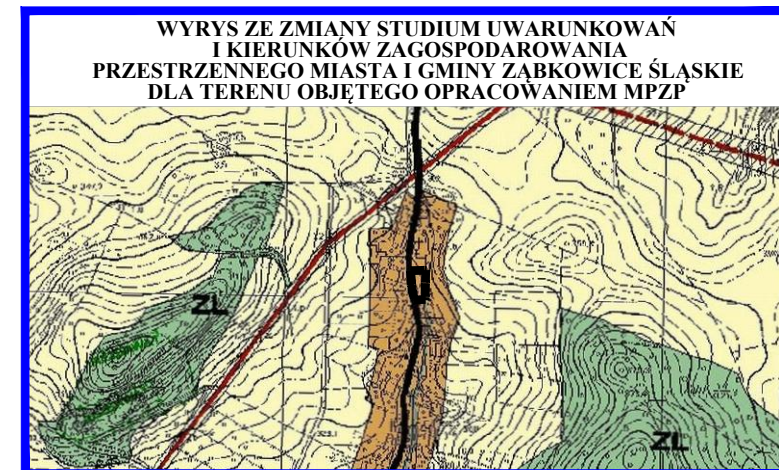 WYRYS ZE ZMIANY STUDIUM UWARUNKOWAŃ
I KIERUNKÓW ZAGOSPODAROWANIA
PRZESTRZENNEGO MIASTA I GMINY ZĄBKOWICE ŚLĄSKIE
DLA TERENU OBJĘTEGO OPRACOWANIEM MPZP
ZL
ZL